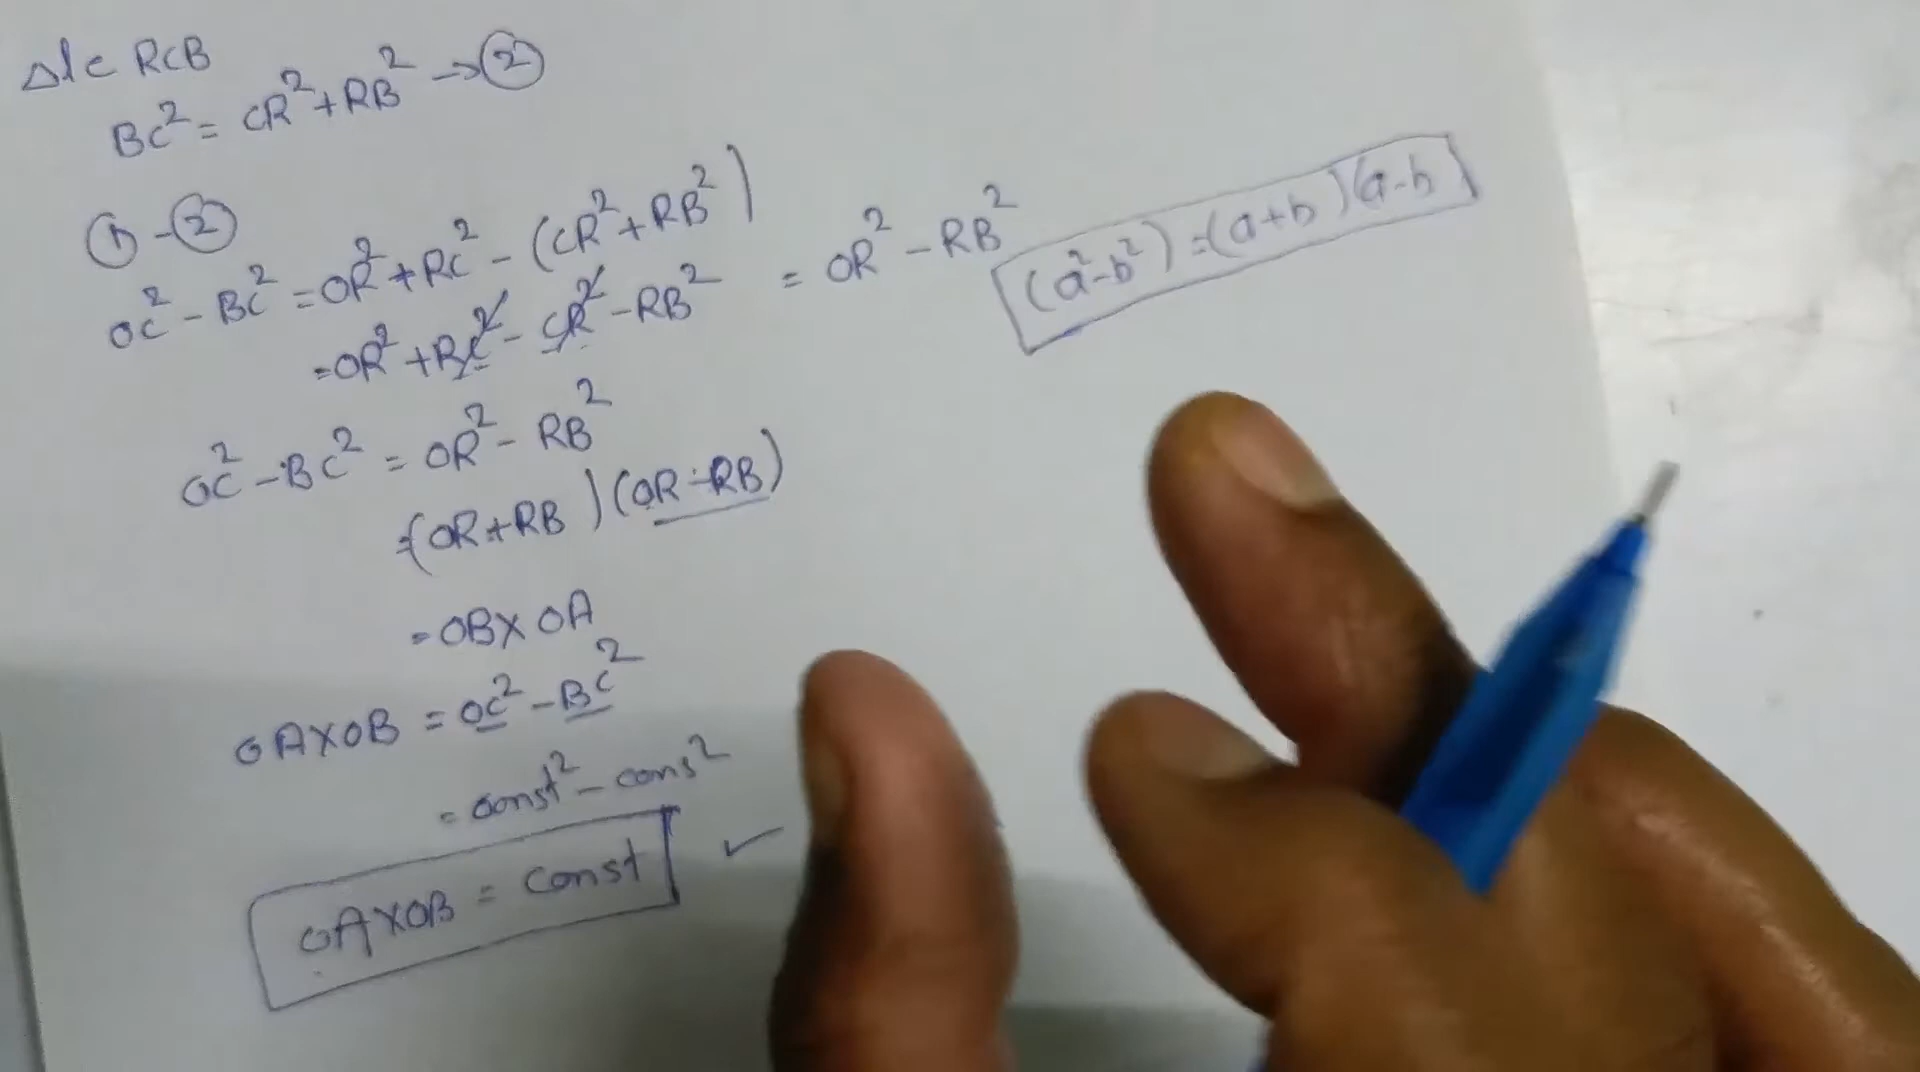 Δle RCB
BC² = CR² + RB² → ②
① - ②
OC² - BC² = OR² + RC² - (CR² + RB²)
= OR² + RC² - CR² - RB² = OR² - RB²
(a² - b²) = (a+b)(a-b)
OC² - BC² = OR² - RB²
= (OR + RB) (OR - RB)
= OB X OA
OA X OB = OC² - BC²
= const² - cons²
OA X OB = const ✓